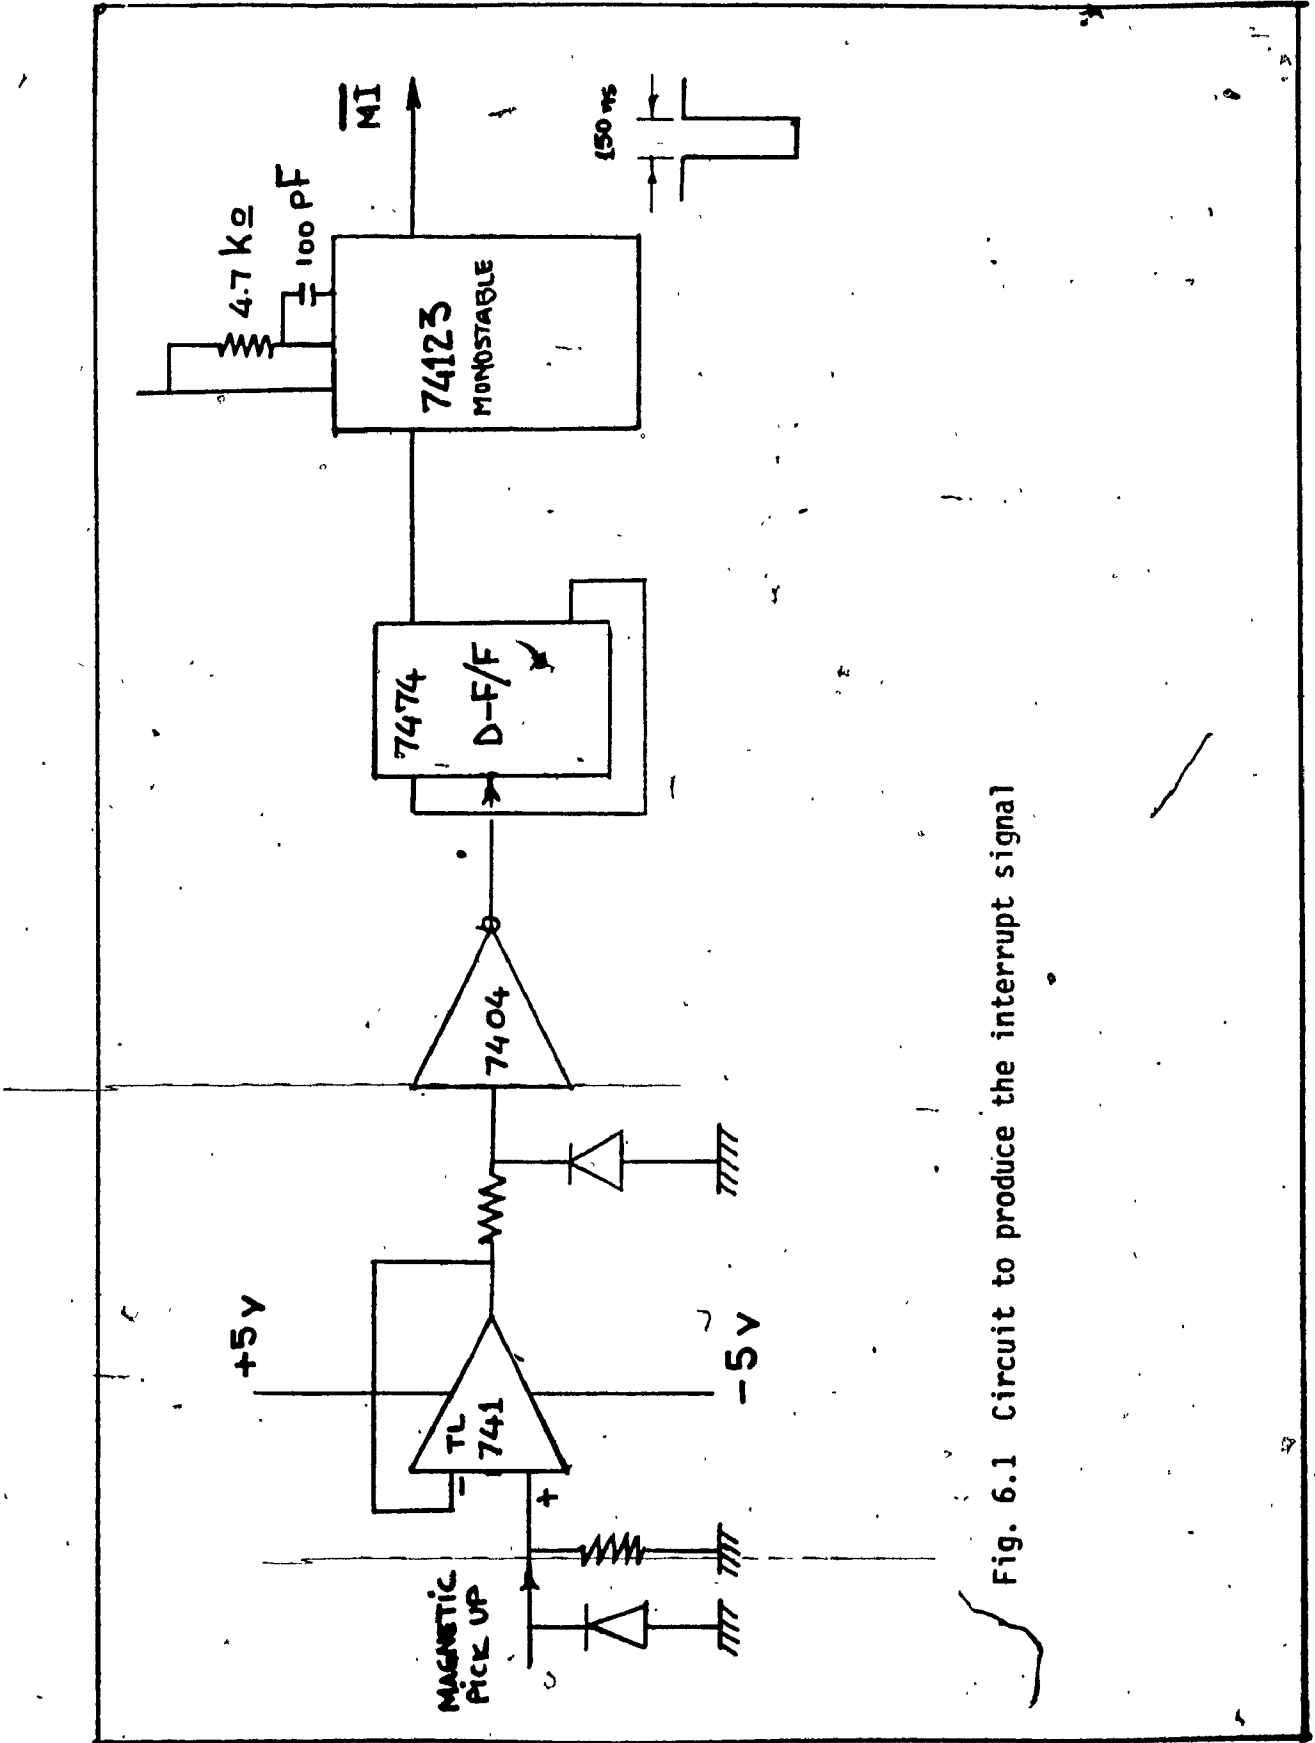 MAGNETIC
PICK UP
+5V
-
TL
741
+
-5V
7404
7474
D-F/F
4.7 KΩ
100 PF
74123
MONOSTABLE
MI
150 ns
Fig. 6.1 Circuit to produce the interrupt signal